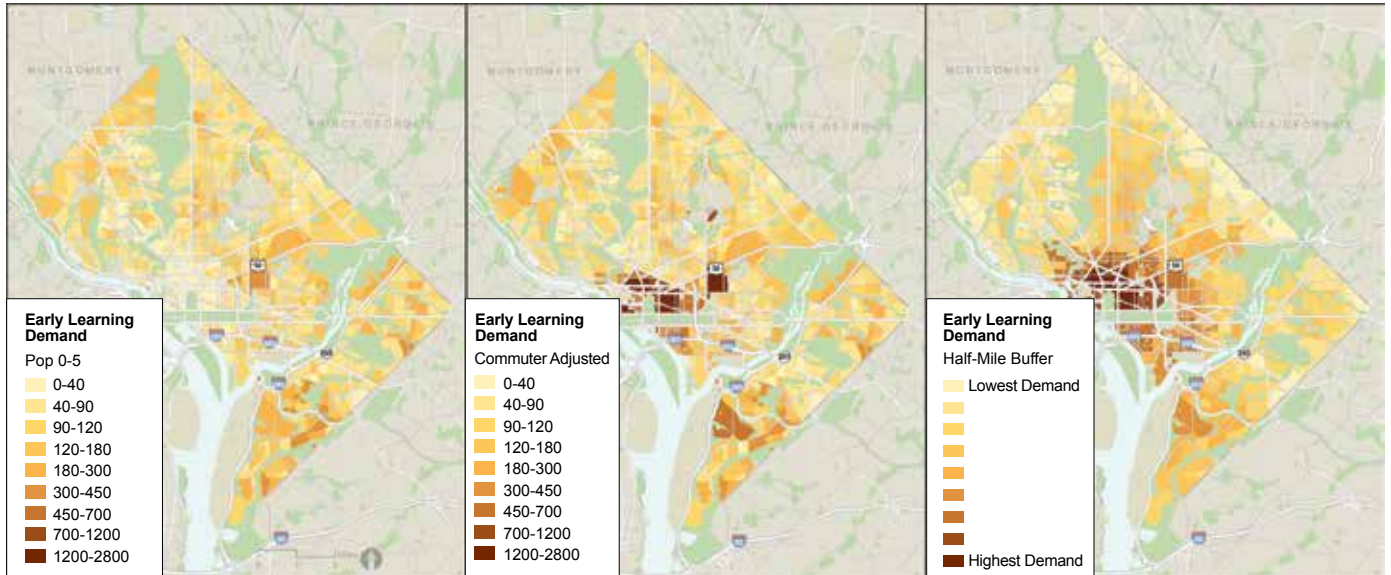 MONTGOMERY
PRINCE GEORGE'S
Early Learning
Demand
Pop 0-5
0-40
40-90
90-120
120-180
180-300
300-450
450-700
700-1200
1200-2800
MONTGOMERY
PRINCE GEORGE'S
Early Learning
Demand
Commuter Adjusted
0-40
40-90
90-120
120-180
180-300
300-450
450-700
700-1200
1200-2800
MONTGOMERY
PRINCE GEORGE'S
Early Learning
Demand
Half-Mile Buffer
Lowest Demand
Highest Demand